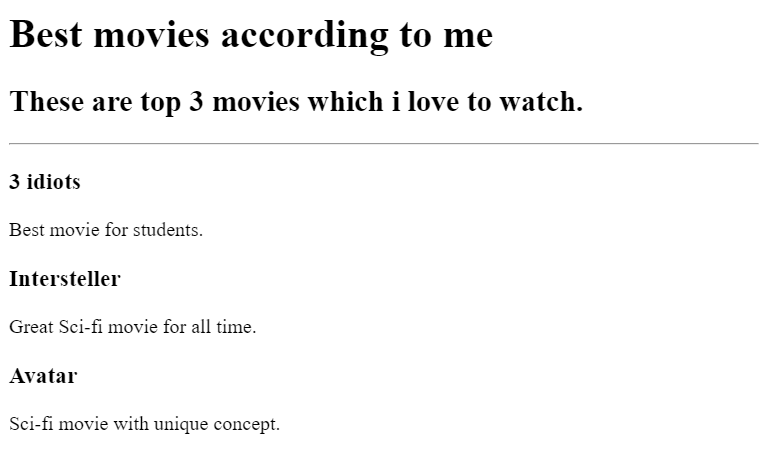 Best movies according to me
These are top 3 movies which i love to watch.
3 idiots
Best movie for students.
Intersteller
Great Sci-fi movie for all time.
Avatar
Sci-fi movie with unique concept.